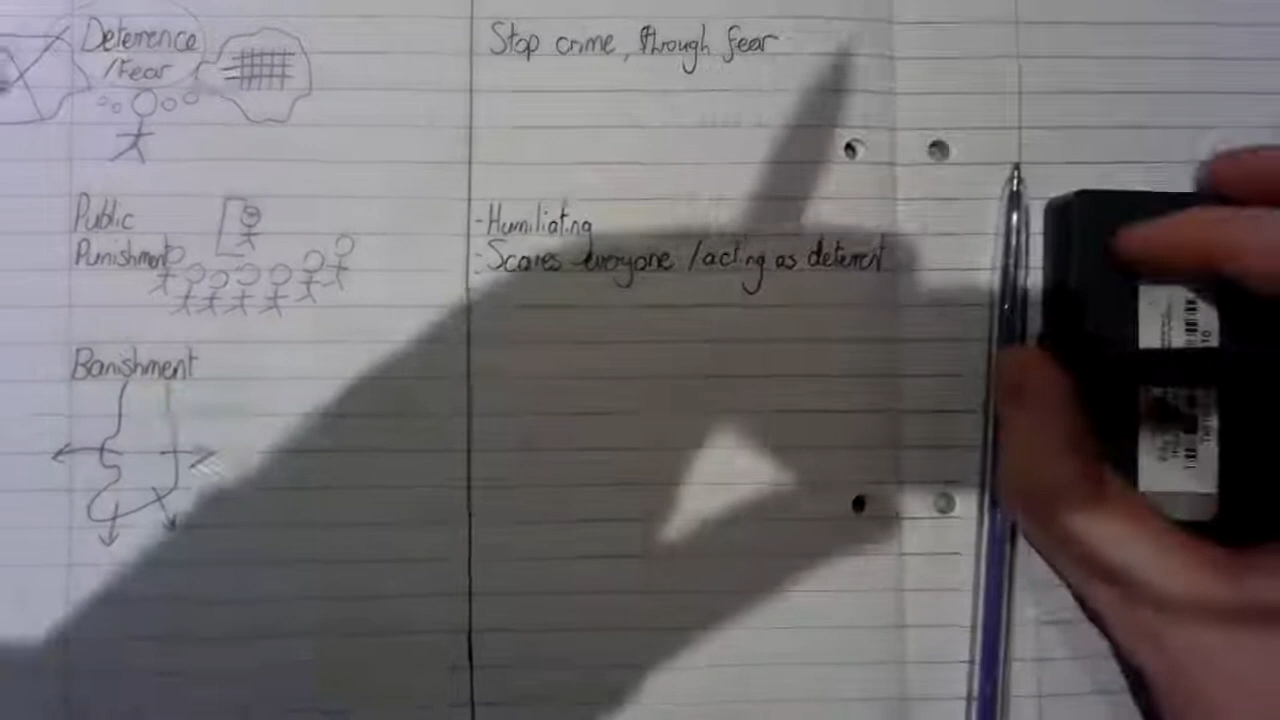 Deterrence
/Fear
Stop crime, through fear
Public
Punishment
- Humiliating
- Scares everyone /acting as deterrent
Banishment